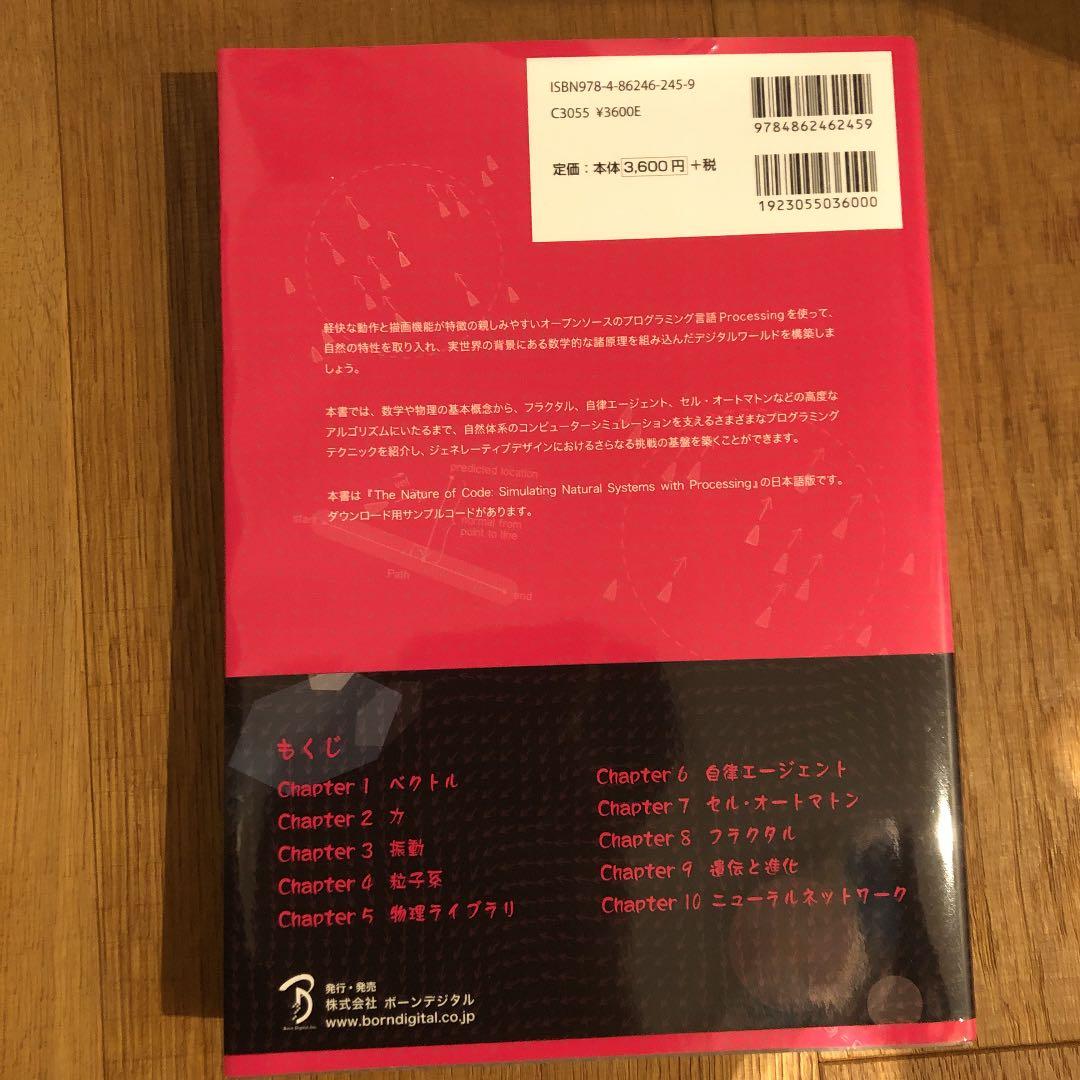 ISBN978-4-86246-245-9
C3055 ¥3600E
定価：本体3,600円+税
9784862462459
1923055036000
軽快な動作と描画機能が特徴の親しみやすいオープンソースのプログラミング言語Processingを使って、
自然の特性を取り入れ、実世界の背景にある数学的な諸原理を組み込んだデジタルワールドを構築しま
しょう。
本書では、数学や物理の基本概念から、フラクタル、自律エージェント、セル・オートマトンなどの高度な
アルゴリズムにいたるまで、自然体系のコンピューターシミュレーションを支えるさまざまなプログラミング
テクニックを紹介し、ジェネレーティブデザインにおけるさらなる挑戦の基盤を築くことができます。
predicted location
本書は『The Nature of Code: Simulating Natural Systems with Processing』の日本語版です。
ダウンロード用サンプルコードがあります。
start
normal from
point to line
Path
end
もくじ
Chapter 1 ベクトル
Chapter 2 力
Chapter 3 振動
Chapter 4 粒子系
Chapter 5 物理ライブラリ
Chapter 6 自律エージェント
Chapter 7 セル・オートマトン
Chapter 8 フラクタル
Chapter 9 遺伝と進化
Chapter 10 ニューラルネットワーク
発行・発売
株式会社 ボーンデジタル
www.borndigital.co.jp
Born Digital, Inc.